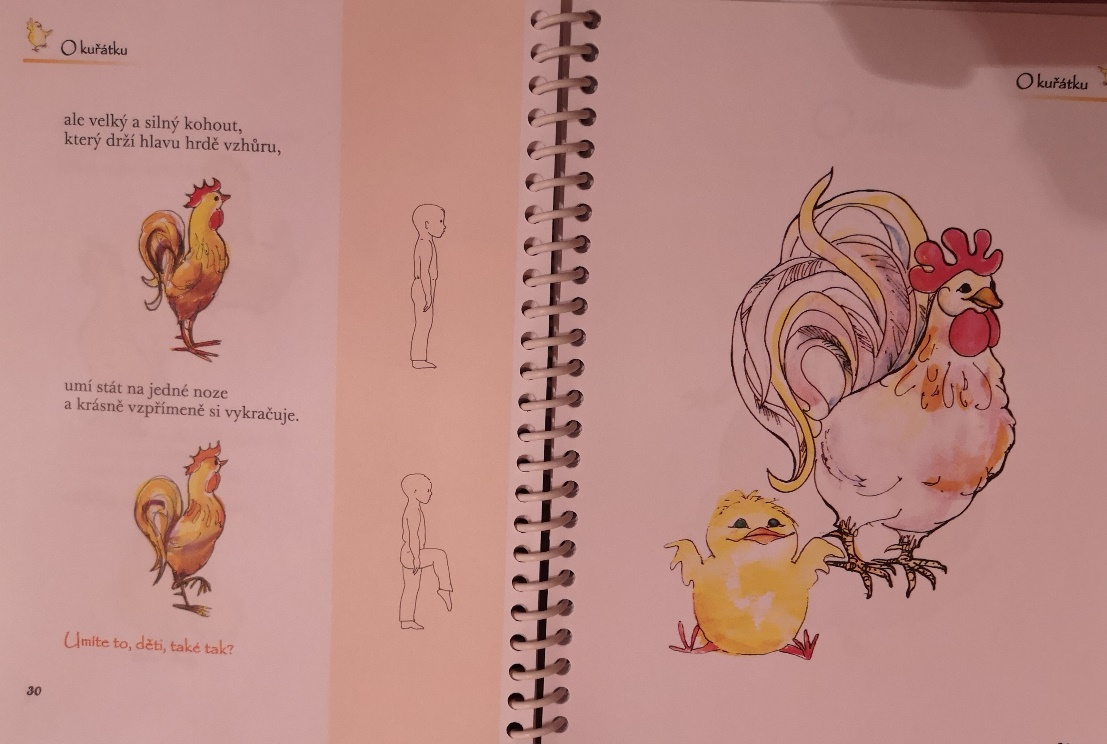 O kuřátku
ale velký a silný kohout,
který drží hlavu hrdě vzhůru,
umí stát na jedné noze
a krásně vzpřímeně si vykračuje.
Umíte to, děti, také tak?
30
O kuřátku